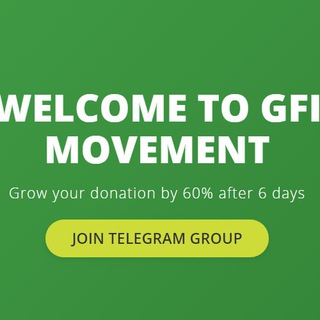 WELCOME TO GFI
MOVEMENT
Grow your donation by 60% after 6 days
JOIN TELEGRAM GROUP